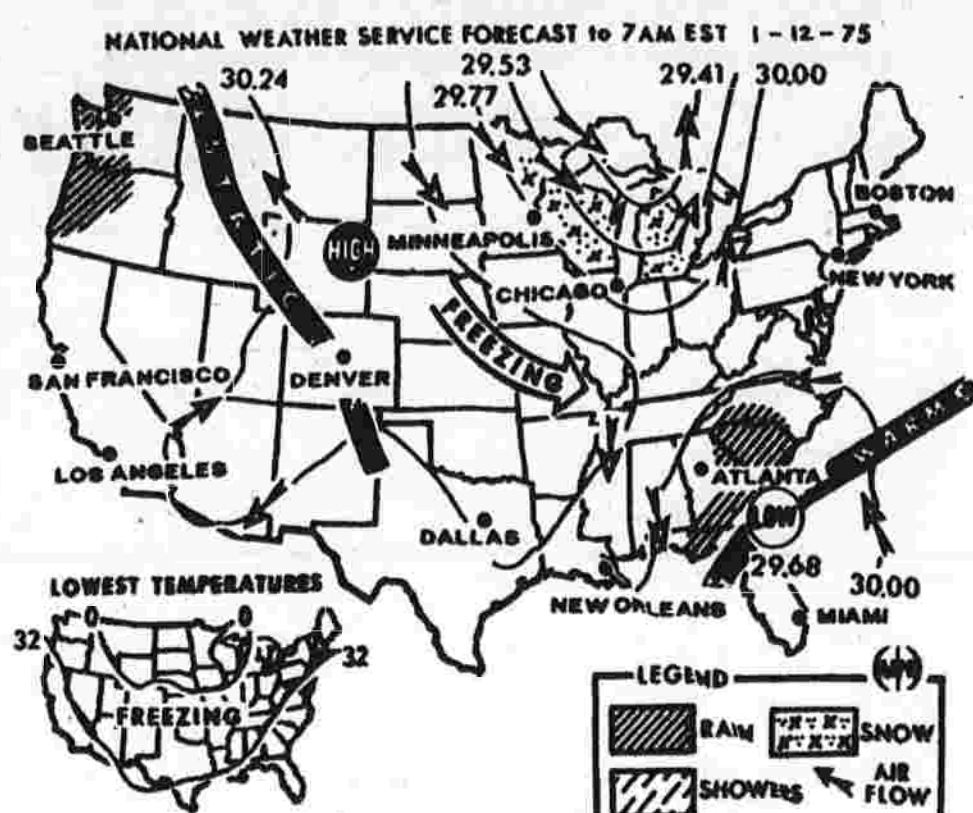 NATIONAL WEATHER SERVICE FORECAST to 7AM EST 1-12-75
30.24
29.53
29.77
29.41
30.00
SEATTLE
STATIC
HIGH
MINNEAPOLIS
BOSTON
NEW YORK
CHICAGO
FREEZING
SAN FRANCISCO
DENVER
LOS ANGELES
ATLANTA
WARM
LOW
DALLAS
29.68
30.00
NEW ORLEANS
MIAMI
LOWEST TEMPERATURES
0
0
32
32
FREEZING
LEGEND
RAIN
SNOW
SHOWERS
AIR
FLOW